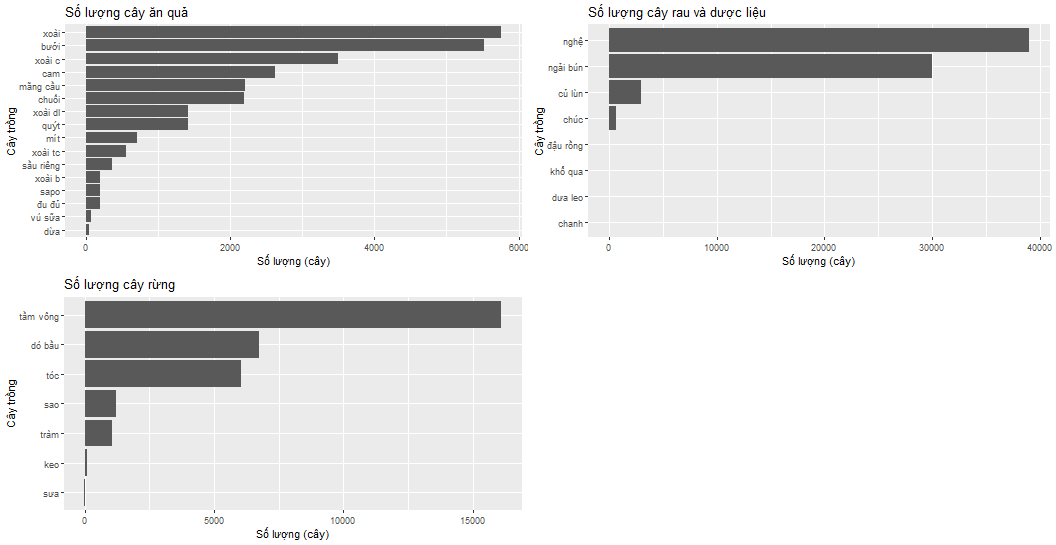 Số lượng cây ăn quả
Cây trồng
xoài
bưởi
xoài c
cam
mãng cầu
chuối
xoài dl
quýt
mít
xoài tc
sầu riêng
xoài b
sapo
đu đủ
vú sữa
dừa
0
2000
4000
6000
Số lượng (cây)
Số lượng cây rau và dược liệu
Cây trồng
nghệ
ngải bún
củ lùn
chúc
đậu rồng
khổ qua
dưa leo
chanh
0
10000
20000
30000
40000
Số lượng (cây)
Số lượng cây rừng
Cây trồng
tầm vông
dó bầu
tóc
sao
tràm
keo
sưa
0
5000
10000
15000
Số lượng (cây)